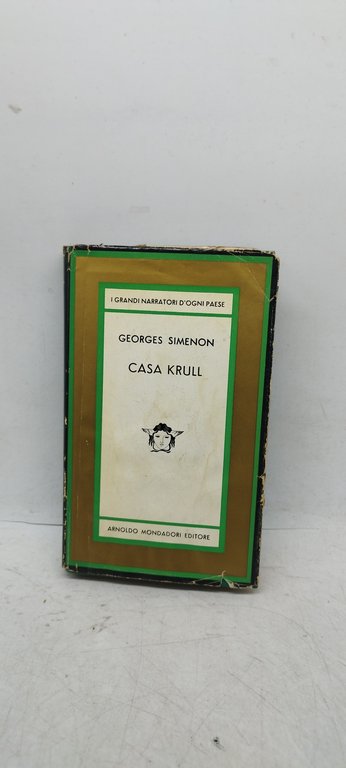 I GRANDI NARRATORI D'OGNI PAESE
GEORGES SIMENON
CASA KRULL
ARNOLDO MONDADORI EDITORE